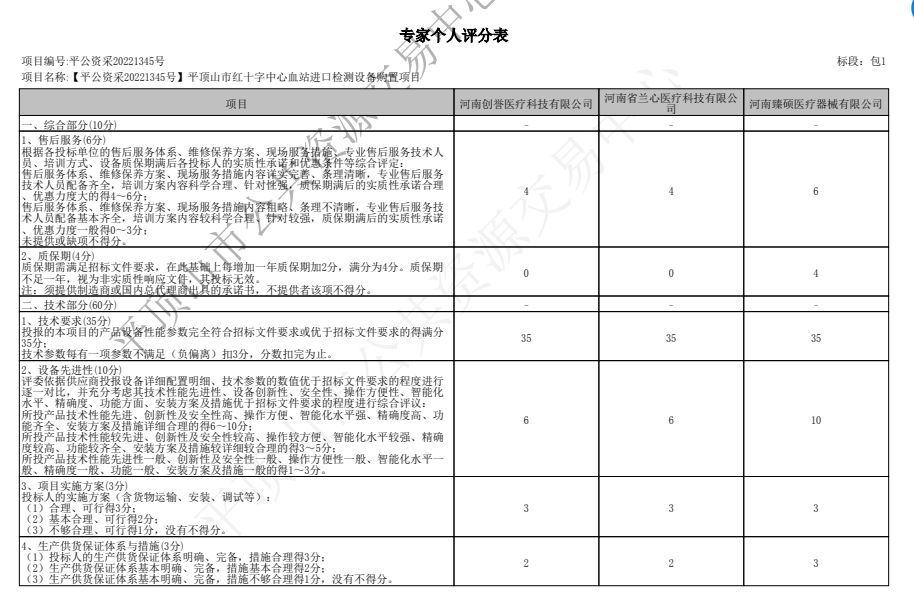 专家个人评分表
项目编号:平公资采20221345号
标段：包1
项目名称:【平公资采20221345号】平顶山市红十字中心血站进口检测设备购置项目
项目 河南创誉医疗科技有限公司 河南省兰心医疗科技有限公司 河南臻硕医疗器械有限公司
一、综合部分(10分) - - -
1、售后服务(6分)
根据各投标单位的售后服务体系、维修保养方案、现场服务措施、专业售后服务技术人
员、培训方式、设备质保期满后各投标人的实质性承诺和优惠条件等综合评定：
售后服务体系、维修保养方案、现场服务措施内容详实完善、条理清晰，专业售后服务
技术人员配备齐全，培训方案内容科学合理、针对性强，质保期满后的实质性承诺合理
、优惠力度大的得4～6分；
售后服务体系、维修保养方案、现场服务措施内容粗略、条理不清晰，专业售后服务技
术人员配备基本齐全，培训方案内容较科学合理、针对较强，质保期满后的实质性承诺
、优惠力度一般得0～3分；
未提供或缺项不得分。
4 4 6
2、质保期(4分)
质保期需满足招标文件要求，在此基础上每增加一年质保期加2分，满分为4分。质保期
不足一年，视为非实质性响应文件，其投标无效。
注：须提供制造商或国内总代理商出具的承诺书，不提供者该项不得分。
0 0 4
二、技术部分(60分) - - -
1、技术要求(35分)
投报的本项目的产品设备性能参数完全符合招标文件要求或优于招标文件要求的得满分
35分；
技术参数每有一项参数不满足（负偏离）扣3分，分数扣完为止。
35 35 35
2、设备先进性(10分)
评委依据供应商投报设备详细配置明细、技术参数的数值优于招标文件要求的程度进行
逐一对比，并充分考虑其技术性能先进性、设备创新性、安全性、操作方便性、智能化
水平、精确度、功能方面、安装方案及措施优于招标文件要求的程度进行综合评议：
所投产品技术性能先进、创新性及安全性高、操作方便、智能化水平强、精确度高、功
能齐全、安装方案及措施详细合理的得6～10分；
所投产品技术性能较先进、创新性及安全性较高、操作较方便、智能化水平较强、精确
度较高、功能较齐全、安装方案及措施较详细较合理的得3～5分；
所投产品技术性能先进性一般、创新性及安全性一般、操作方便性一般、智能化水平一
般、精确度一般、功能一般、安装方案及措施一般的得1～3分。
6 6 10
3、项目实施方案(3分)
投标人的实施方案（含货物运输、安装、调试等）：
（1）合理、可行得3分；
（2）基本合理、可行得2分；
（3）不够合理、可行得1分，没有不得分。
3 3 3
4、生产供货保证体系与措施(3分)
（1）投标人的生产供货保证体系明确、完备，措施合理得3分；
（2）生产供货保证体系基本明确、完备，措施基本合理得2分；
（3）生产供货保证体系基本明确、完备，措施不够合理得1分，没有不得分。
2 2 3
平顶山市公共资源交易中心
平顶山市公共资源交易中心